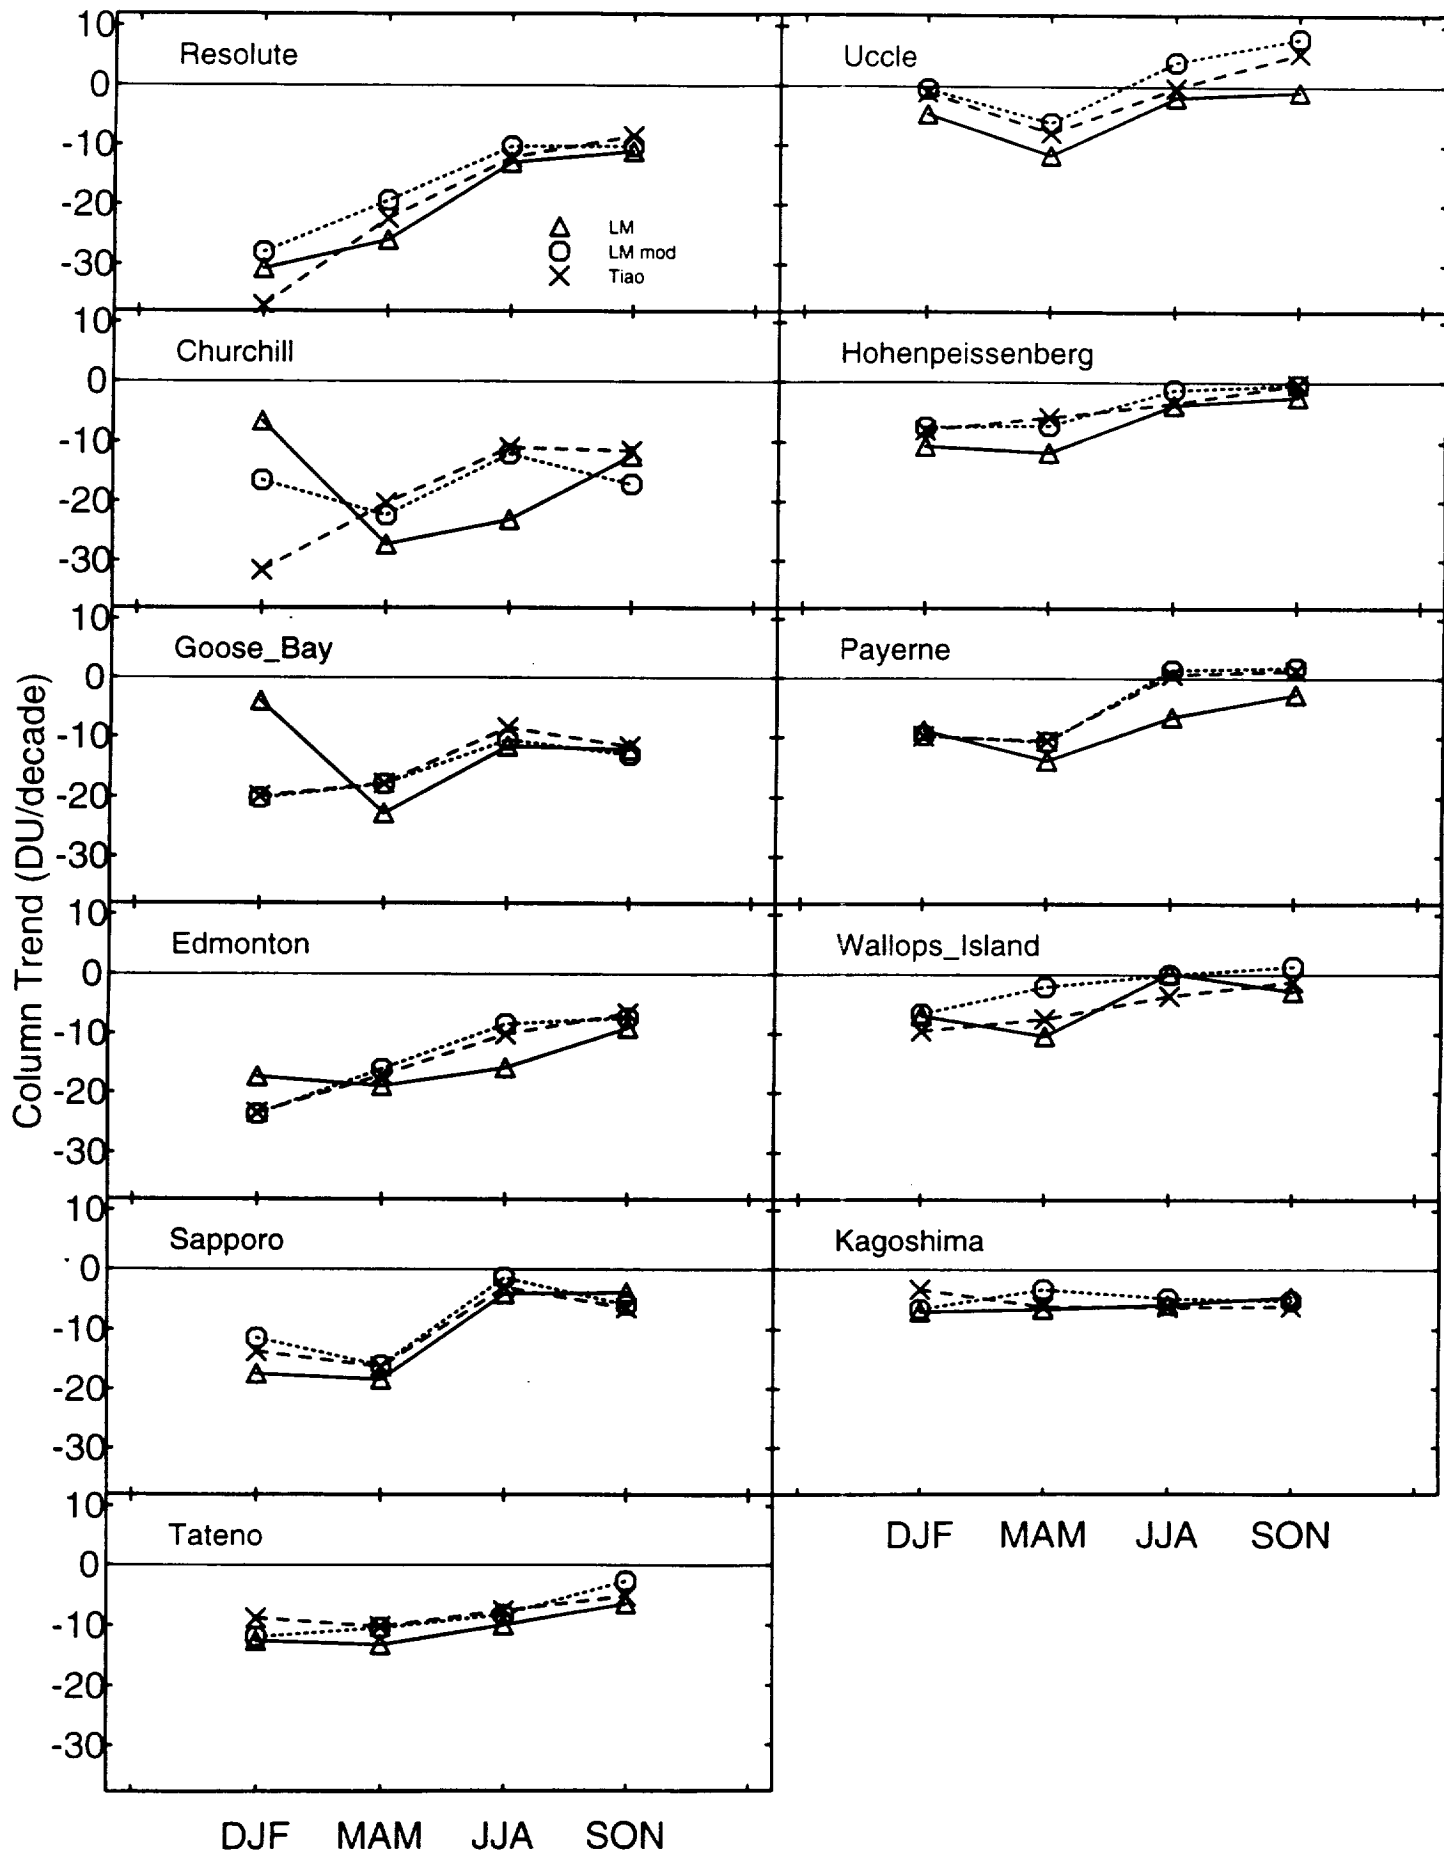 Column Trend (DU/decade)
10
0
-10
-20
-30
Resolute
LM
LM mod
Tiao
Uccle
10
0
-10
-20
-30
Churchill
Hohenpeissenberg
10
0
-10
-20
-30
Goose_Bay
Payerne
10
0
-10
-20
-30
Edmonton
Wallops_Island
10
0
-10
-20
-30
Sapporo
Kagoshima
DJF MAM JJA SON
10
0
-10
-20
-30
Tateno
DJF MAM JJA SON